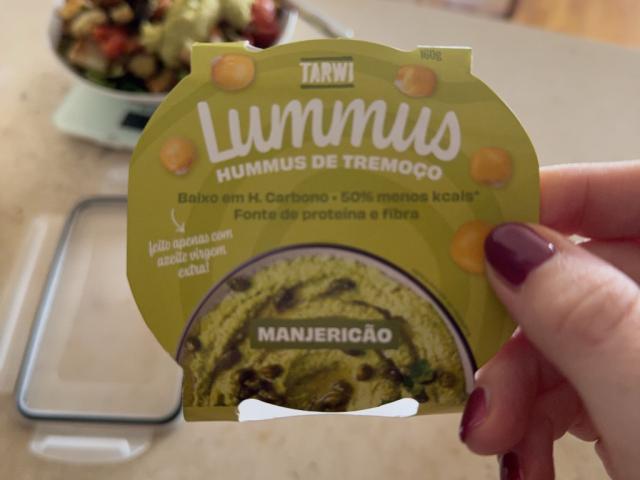 160g
TARWI
Lummus
HUMMUS DE TREMOÇO
Baixo em H. Carbono • 50% menos kcals*
Fonte de proteína e fibra
feito apenas com
azeite virgem
extra!
MANJERICÃO